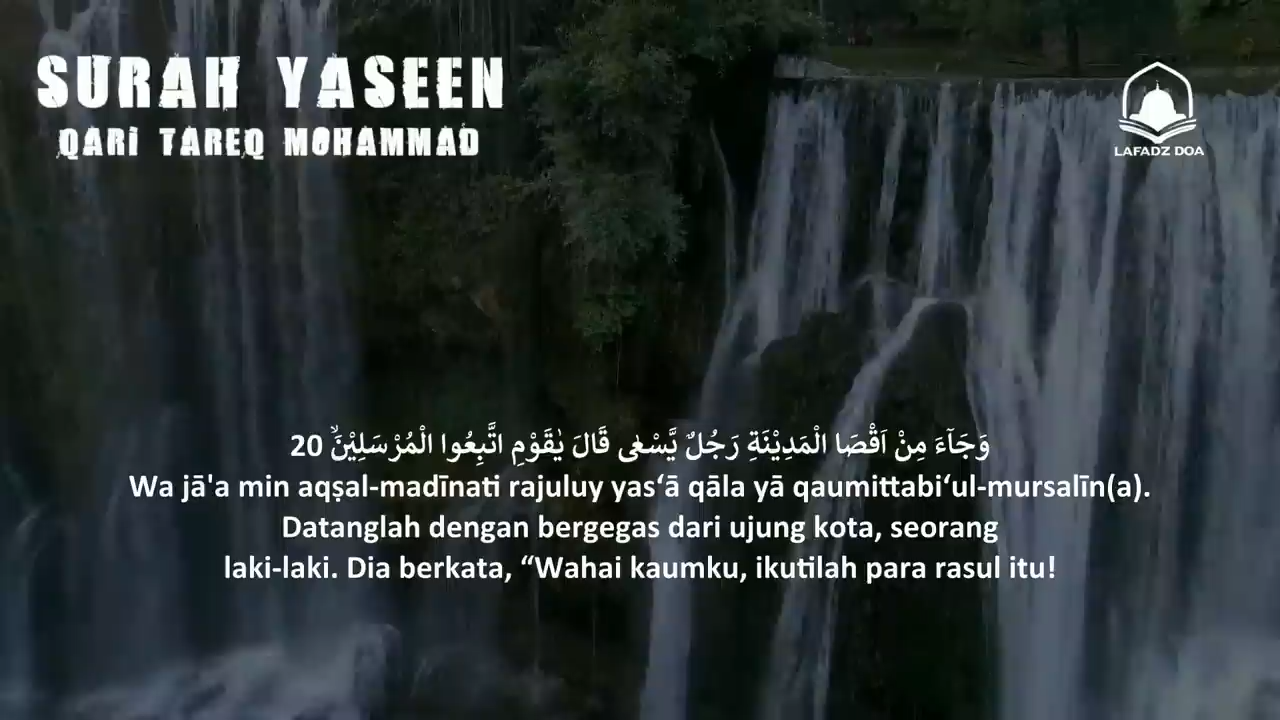 SURAH YASEEN
QARI TAREQ MOHAMMAD
LAFADZ DOA
وَجَاۤءَ مِنْ اَقْصَا الْمَدِيْنَةِ رَجُلٌ يَّسْعٰى قَالَ يٰقَوْمِ اتَّبِعُوا الْمُرْسَلِيْنَۙ 20
Wa jā'a min aqṣal-madīnati rajuluy yas‘ā qāla yā qaumittabi‘ul-mursalīn(a).
Datanglah dengan bergegas dari ujung kota, seorang
laki-laki. Dia berkata, “Wahai kaumku, ikutilah para rasul itu!